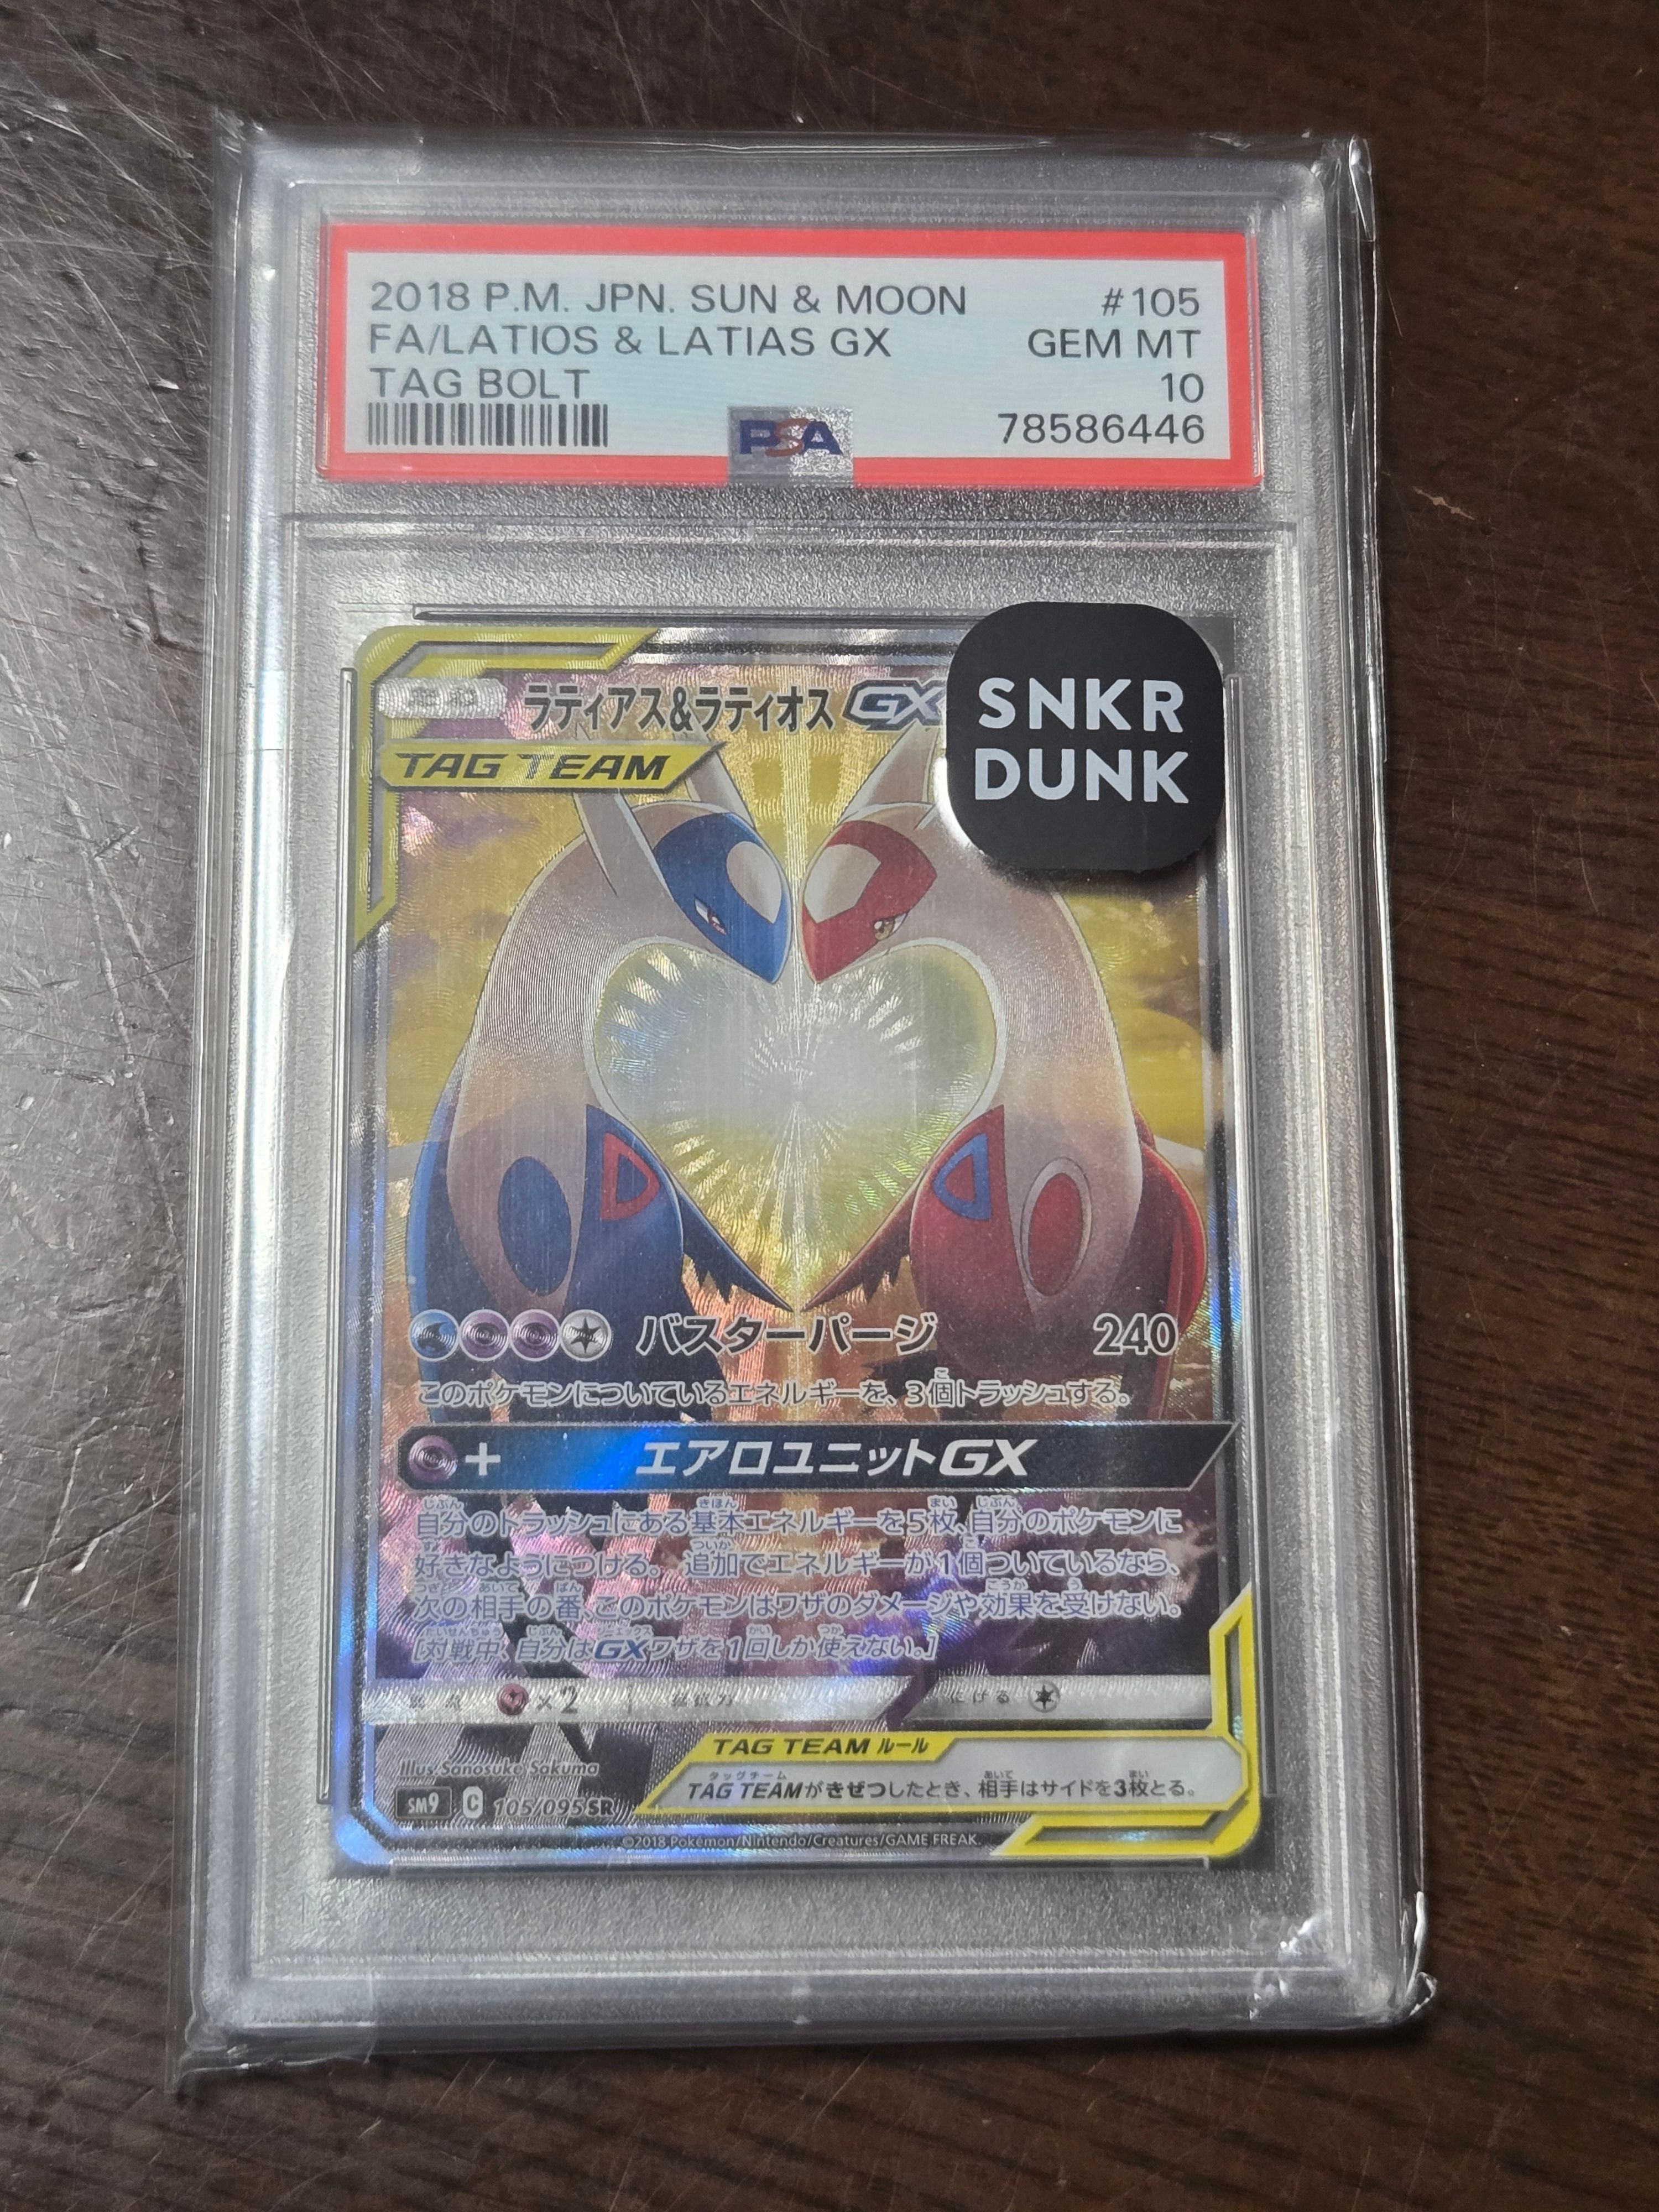 2018 P.M. JPN. SUN & MOON #105
FA/LATIOS & LATIAS GX GEM MT
TAG BOLT 10
PSA 78586446
ラティアス&ラティオスGX
SNKR
DUNK
TAG TEAM
バスターパージ 240
このポケモンについているエネルギーを、3個トラッシュする。
+ エアロユニットGX
自分のトラッシュにある基本エネルギーを5枚、自分のポケモンに
好きなようにつける。追加でエネルギーが1個ついているなら、
次の相手の番、このポケモンはワザのダメージや効果を受けない。
[対戦中、自分はGXワザを1回しか使えない。]
×2 にげる
TAG TEAM ルール
TAG TEAMがきぜつしたとき、相手はサイドを3枚とる。
Illus. Sanosuke Sakuma
SM9 C 105/095 SR
©2018 Pokémon/Nintendo/Creatures/GAME FREAK.